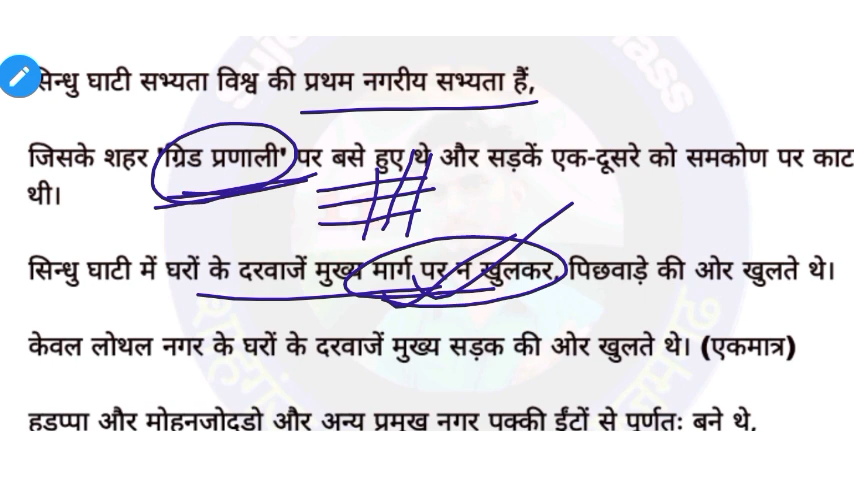 सिन्धु घाटी सभ्यता विश्व की प्रथम नगरीय सभ्यता हैं,
जिसके शहर 'ग्रिड प्रणाली' पर बसे हुए थे और सड़कें एक-दूसरे को समकोण पर काट
थी।
सिन्धु घाटी में घरों के दरवाजें मुख्य मार्ग पर न खुलकर, पिछवाड़े की ओर खुलते थे।
केवल लोथल नगर के घरों के दरवाजें मुख्य सड़क की ओर खुलते थे। (एकमात्र)
हड़प्पा और मोहनजोदड़ो और अन्य प्रमुख नगर पक्की ईंटों से पूर्णतः बने थे,